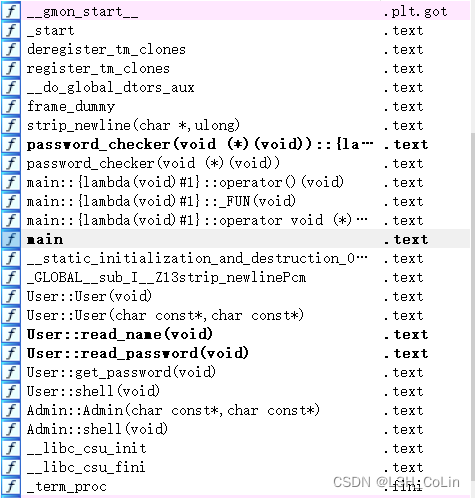 __gmon_start__ .plt.got
_start .text
deregister_tm_clones .text
register_tm_clones .text
__do_global_dtors_aux .text
frame_dummy .text
strip_newline(char *,ulong) .text
password_checker(void (*)(void))::{la… .text
password_checker(void (*)(void)) .text
main::{lambda(void)#1}::operator()(void) .text
main::{lambda(void)#1}::_FUN(void) .text
main::{lambda(void)#1}::operator void (*)… .text
main .text
__static_initialization_and_destruction_0… .text
_GLOBAL__sub_I__Z13strip_newlinePcm .text
User::User(void) .text
User::User(char const*,char const*) .text
User::read_name(void) .text
User::read_password(void) .text
User::get_password(void) .text
User::shell(void) .text
Admin::Admin(char const*,char const*) .text
Admin::shell(void) .text
__libc_csu_init .text
__libc_csu_fini .text
_term_proc .fini
CSDN @LSH_CoLin